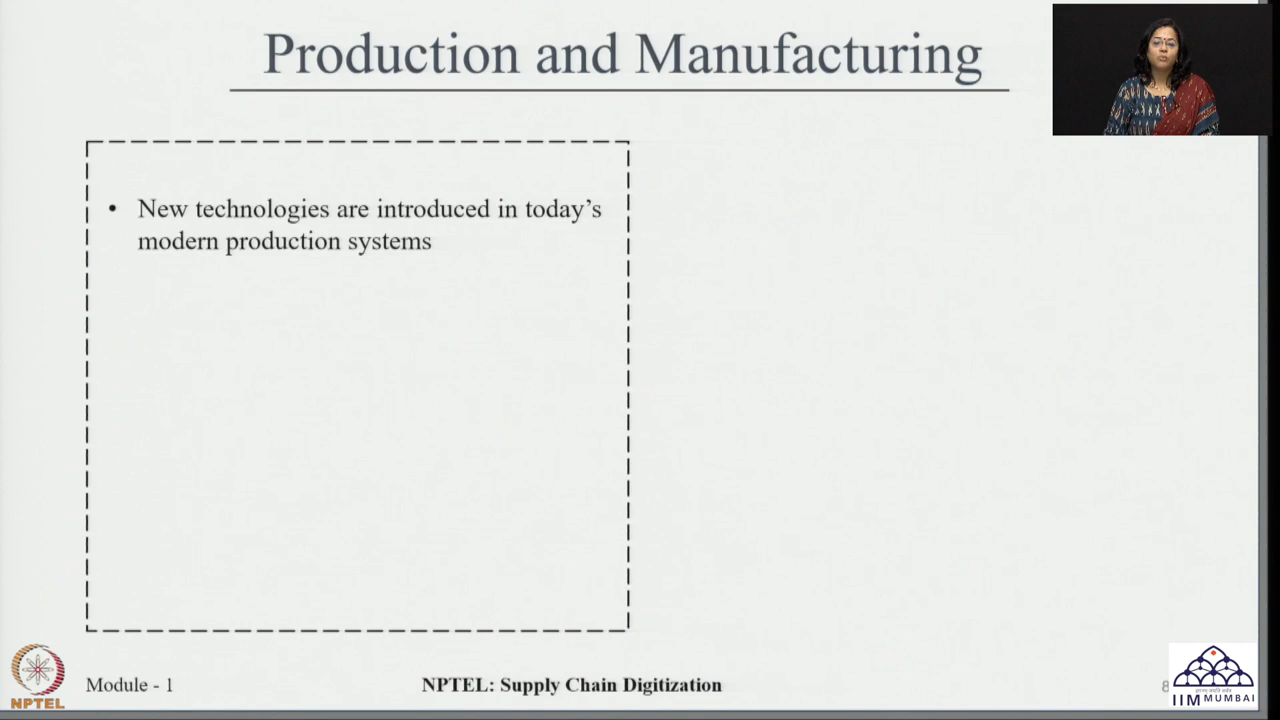 Production and Manufacturing
• New technologies are introduced in today’s
modern production systems
NPTEL
Module - 1
NPTEL: Supply Chain Digitization
8
IIM MUMBAI